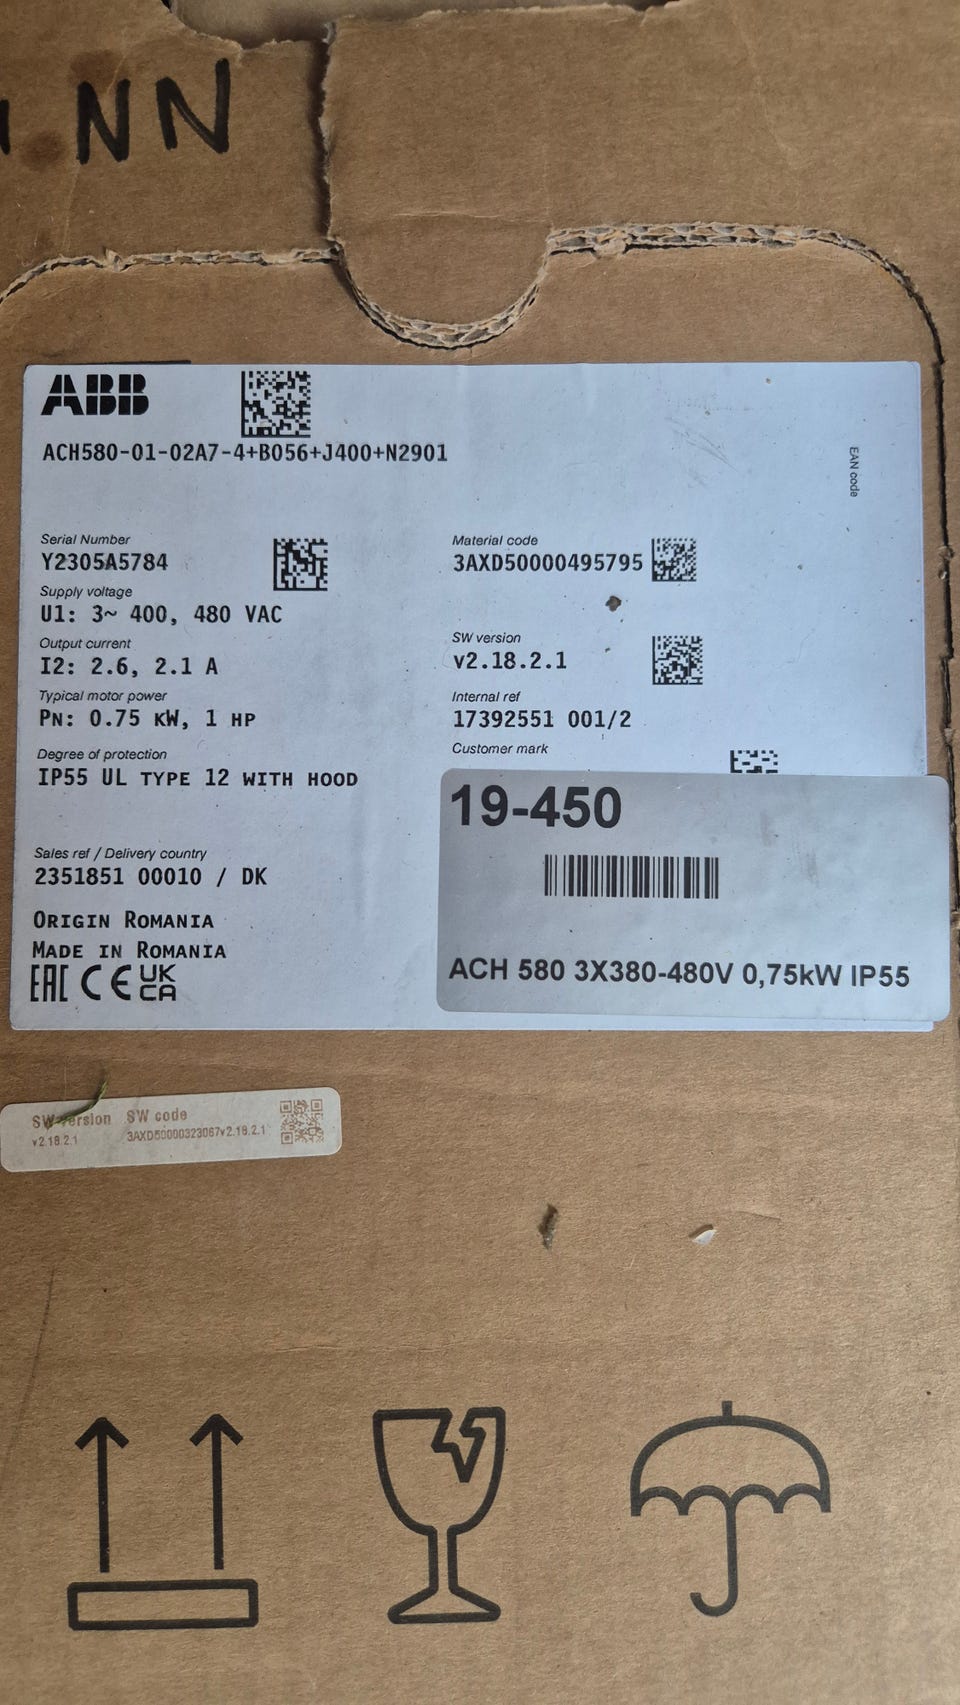 NN
ABB
ACH580-01-02A7-4+B056+J400+N2901
EAN code
Serial Number
Y2305A5784
Supply voltage
U1: 3~ 400, 480 VAC
Output current
I2: 2.6, 2.1 A
Typical motor power
PN: 0.75 KW, 1 HP
Degree of protection
IP55 UL TYPE 12 WITH HOOD
Material code
3AXD50000495795
SW version
v2.18.2.1
Internal ref
17392551 001/2
Customer mark
Sales ref / Delivery country
2351851 00010 / DK
ORIGIN ROMANIA
MADE IN ROMANIA
EAC CE UK CA
19-450
ACH 580 3X380-480V 0,75kW IP55
SW version SW code
v2.18.2.1 3AXD50000323067v2.18.2.1